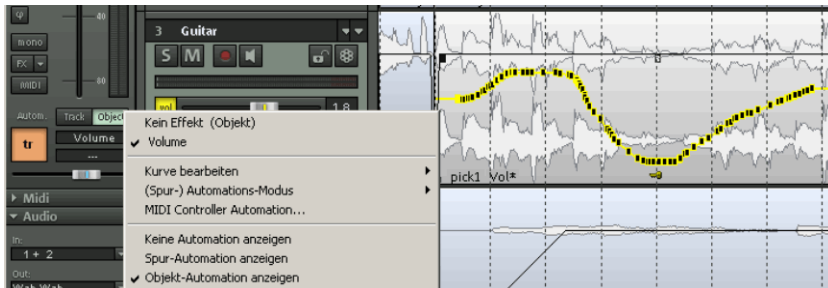 40
mono
FX
MIDI
60
Autom.
Track
Object
tr
Volume
---
Midi
Audio
In:
1 + 2
Out:
3 Guitar
S M
vol
1.8
Kein Effekt (Objekt)
Volume
Kurve bearbeiten
(Spur-) Automations-Modus
MIDI Controller Automation...
Keine Automation anzeigen
Spur-Automation anzeigen
Objekt-Automation anzeigen
pick1 Vol*